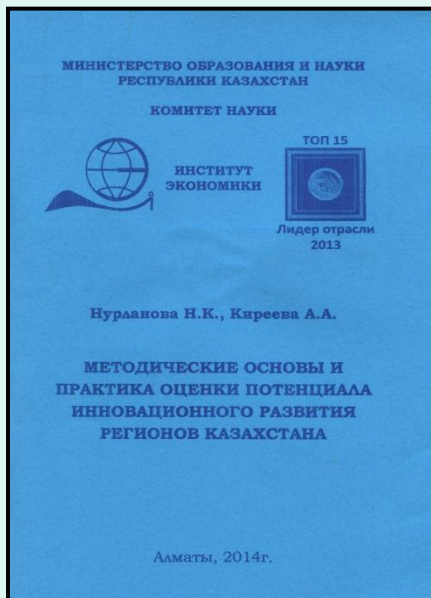 МИНИСТЕРСТВО ОБРАЗОВАНИЯ И НАУКИ
РЕСПУБЛИКИ КАЗАХСТАН
КОМИТЕТ НАУКИ
ИНСТИТУТ
ЭКОНОМИКИ
ТОП 15
Лидер отрасли
2013
Нурланова Н.К., Киреева А.А.
МЕТОДИЧЕСКИЕ ОСНОВЫ И
ПРАКТИКА ОЦЕНКИ ПОТЕНЦИАЛА
ИННОВАЦИОННОГО РАЗВИТИЯ
РЕГИОНОВ КАЗАХСТАНА
Алматы, 2014г.